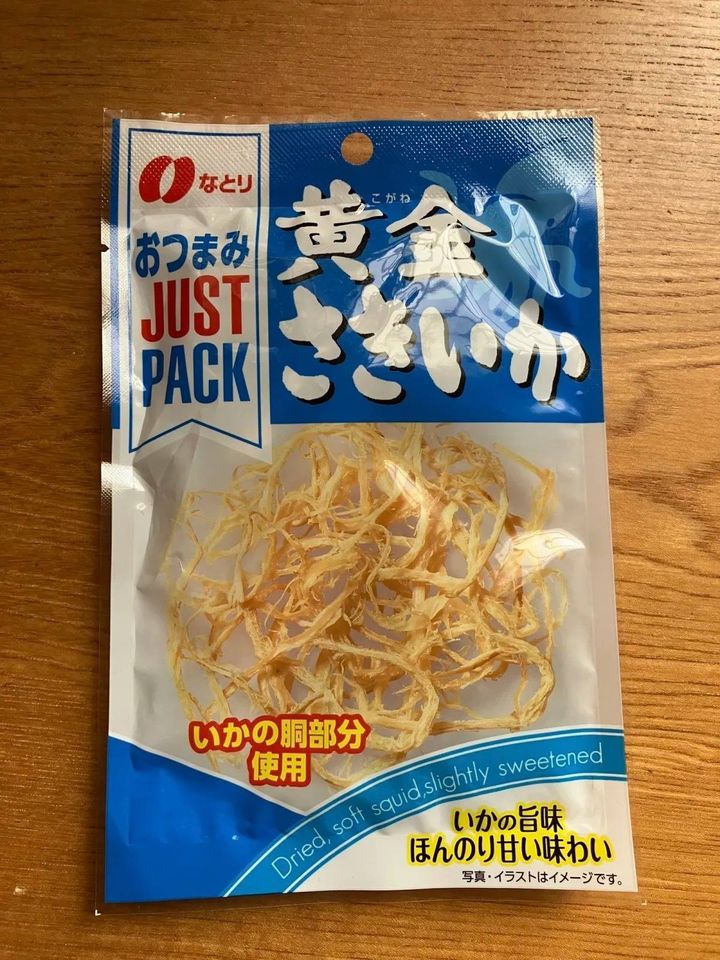 なとり
おつまみ
JUST
PACK
こがね
黄金
さきいか
いかの胴部分
使用
Dried, soft squid,slightly sweetened
いかの旨味
ほんのり甘い味わい
写真・イラストはイメージです。